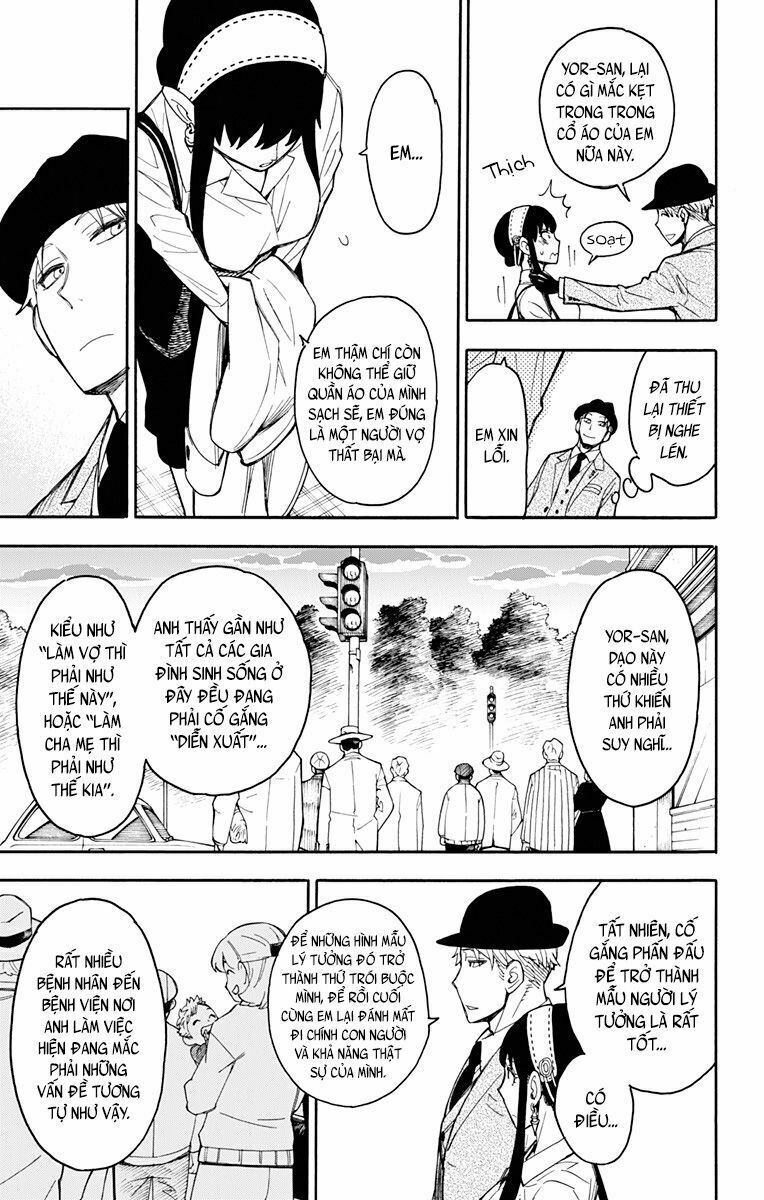 YOR-SAN, LẠI
CÓ GÌ MẮC KẸT
TRONG TRONG
CỔ ÁO CỦA EM
NỮA NÀY.
Thịch
soạt
EM...
EM THẬM CHÍ CÒN
KHÔNG THỂ GIỮ
QUẦN ÁO CỦA MÌNH
SẠCH SẼ, EM ĐÚNG
LÀ MỘT NGƯỜI VỢ
THẤT BẠI MÀ.
ĐÃ THU
LẠI THIẾT
BỊ NGHE
LÉN.
EM XIN
LỖI.
YOR-SAN,
DẠO NÀY
CÓ NHIỀU
THỨ KHIẾN
ANH PHẢI
SUY NGHĨ...
ANH THẤY GẦN NHƯ
TẤT CẢ CÁC GIA
ĐÌNH SINH SỐNG Ở
ĐÂY ĐỀU ĐANG
PHẢI CỐ GẮNG
“DIỄN XUẤT”...
KIỂU NHƯ
“LÀM VỢ THÌ
PHẢI NHƯ
THẾ NÀY”,
HOẶC “LÀM
CHA MẸ THÌ
PHẢI NHƯ
THẾ KIA”.
TẤT NHIÊN, CỐ
GẮNG PHẤN ĐẤU
ĐỂ TRỞ THÀNH
MẪU NGƯỜI LÝ
TƯỞNG LÀ RẤT
TỐT...
CÓ
ĐIỀU...
ĐỂ NHỮNG HÌNH MẪU
LÝ TƯỞNG ĐÓ TRỞ
THÀNH THỨ TRÓI BUỘC
MÌNH, ĐỂ RỒI CUỐI
CÙNG EM LẠI ĐÁNH MẤT
ĐI CHÍNH CON NGƯỜI
VÀ KHẢ NĂNG THẬT
SỰ CỦA MÌNH.
RẤT NHIỀU
BỆNH NHÂN ĐẾN
BỆNH VIỆN NƠI
ANH LÀM VIỆC
HIỆN ĐANG MẮC
PHẢI NHỮNG
VẤN ĐỀ TƯƠNG
TỰ NHƯ VẬY.